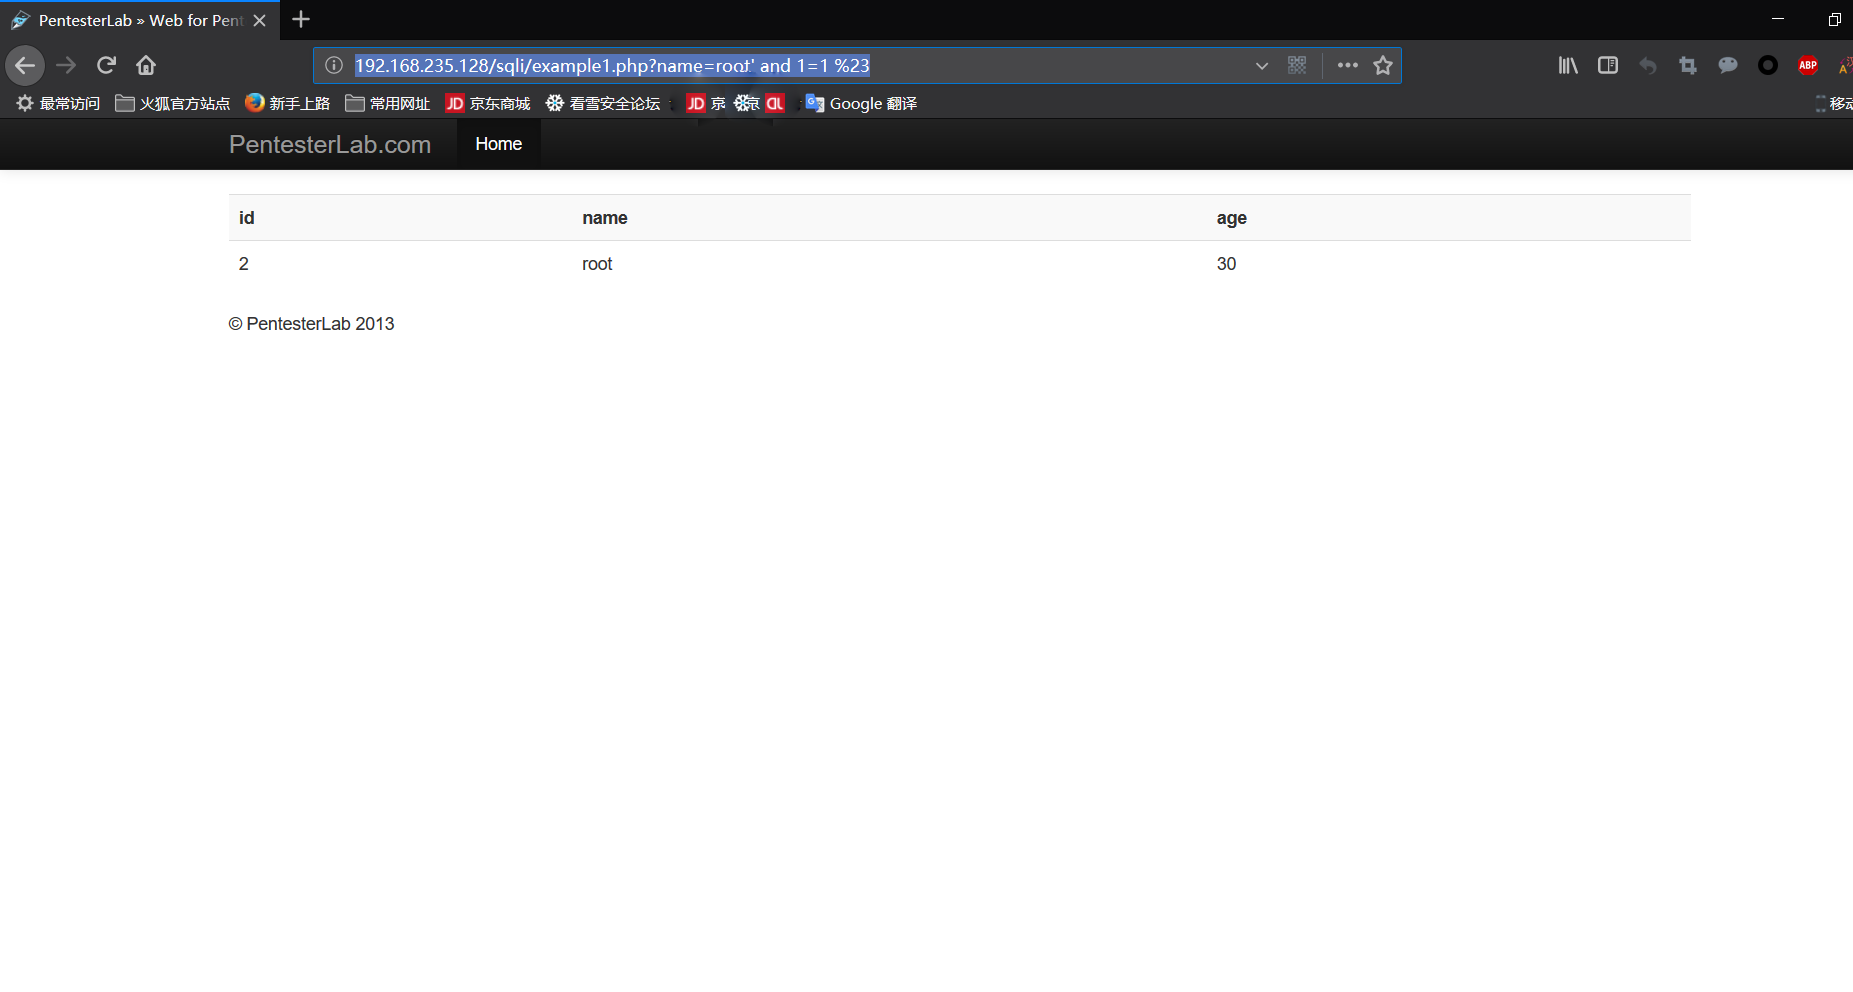 PentesterLab » Web for Pent
192.168.235.128/sqli/example1.php?name=root' and 1=1 %23
ABP
最常访问 火狐官方站点 新手上路 常用网址 JD 京东商城 看雪安全论坛 JD 京 京 Google 翻译 移动
PentesterLab.com Home
id name age
2 root 30
© PentesterLab 2013